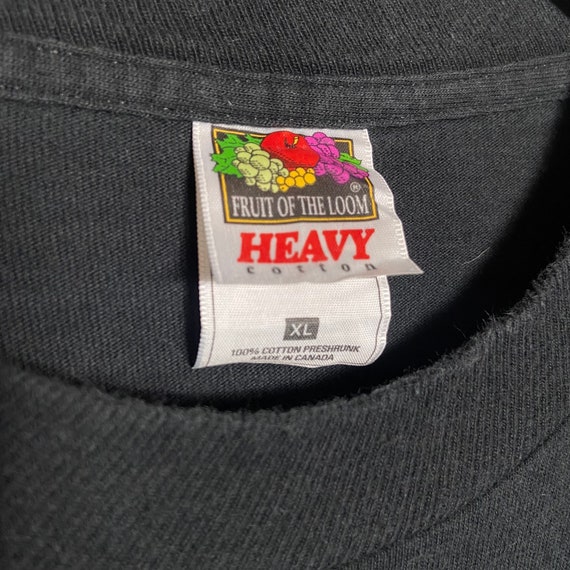 ®
FRUIT OF THE LOOM
HEAVY
cotton
XL
100% COTTON PRESHRUNK
MADE IN CANADA